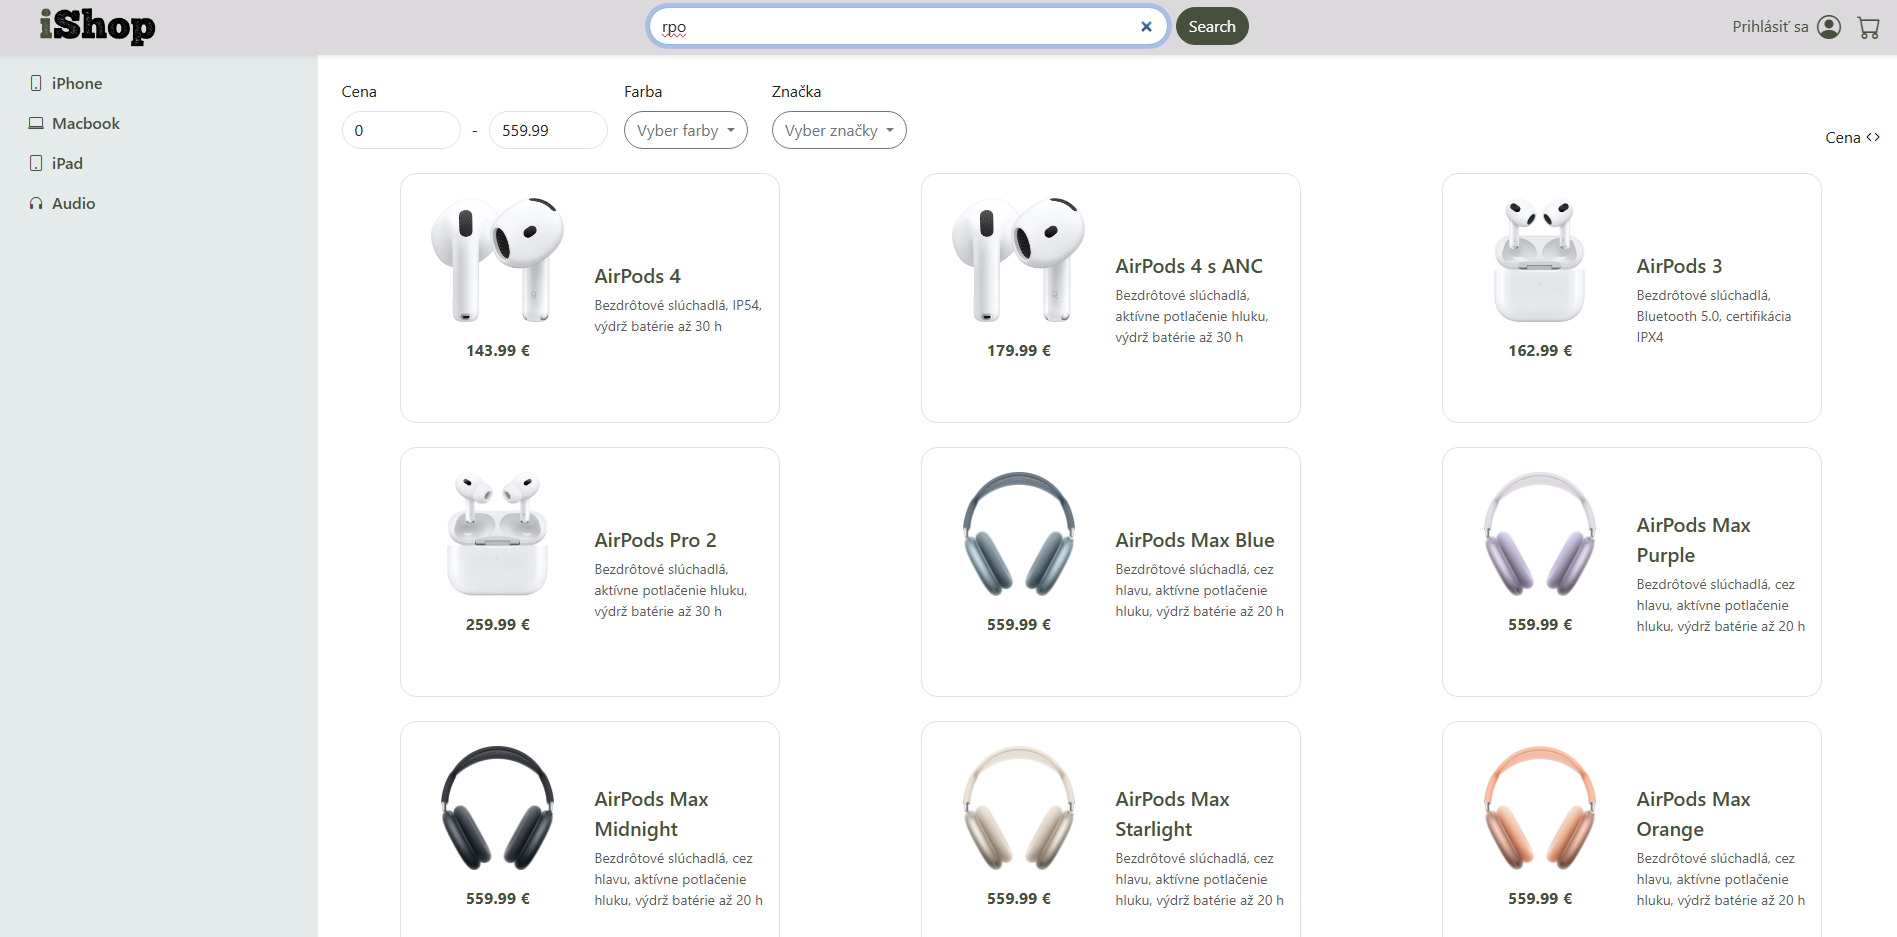 iShop
rpo
Search
Prihlásiť sa
iPhone
Macbook
iPad
Audio
Cena
Farba
Značka
0 - 559.99
Vyber farby
Vyber značky
Cena <>
AirPods 4
Bezdrôtové slúchadlá, IP54,
výdrž batérie až 30 h
143.99 €
AirPods 4 s ANC
Bezdrôtové slúchadlá,
aktívne potlačenie hluku,
výdrž batérie až 30 h
179.99 €
AirPods 3
Bezdrôtové slúchadlá,
Bluetooth 5.0, certifikácia
IPX4
162.99 €
AirPods Pro 2
Bezdrôtové slúchadlá,
aktívne potlačenie hluku,
výdrž batérie až 30 h
259.99 €
AirPods Max Blue
Bezdrôtové slúchadlá, cez
hlavu, aktívne potlačenie
hluku, výdrž batérie až 20 h
559.99 €
AirPods Max
Purple
Bezdrôtové slúchadlá, cez
hlavu, aktívne potlačenie
hluku, výdrž batérie až 20 h
559.99 €
AirPods Max
Midnight
Bezdrôtové slúchadlá, cez
hlavu, aktívne potlačenie
hluku, výdrž batérie až 20 h
559.99 €
AirPods Max
Starlight
Bezdrôtové slúchadlá, cez
hlavu, aktívne potlačenie
hluku, výdrž batérie až 20 h
559.99 €
AirPods Max
Orange
Bezdrôtové slúchadlá, cez
hlavu, aktívne potlačenie
hluku, výdrž batérie až 20 h
559.99 €